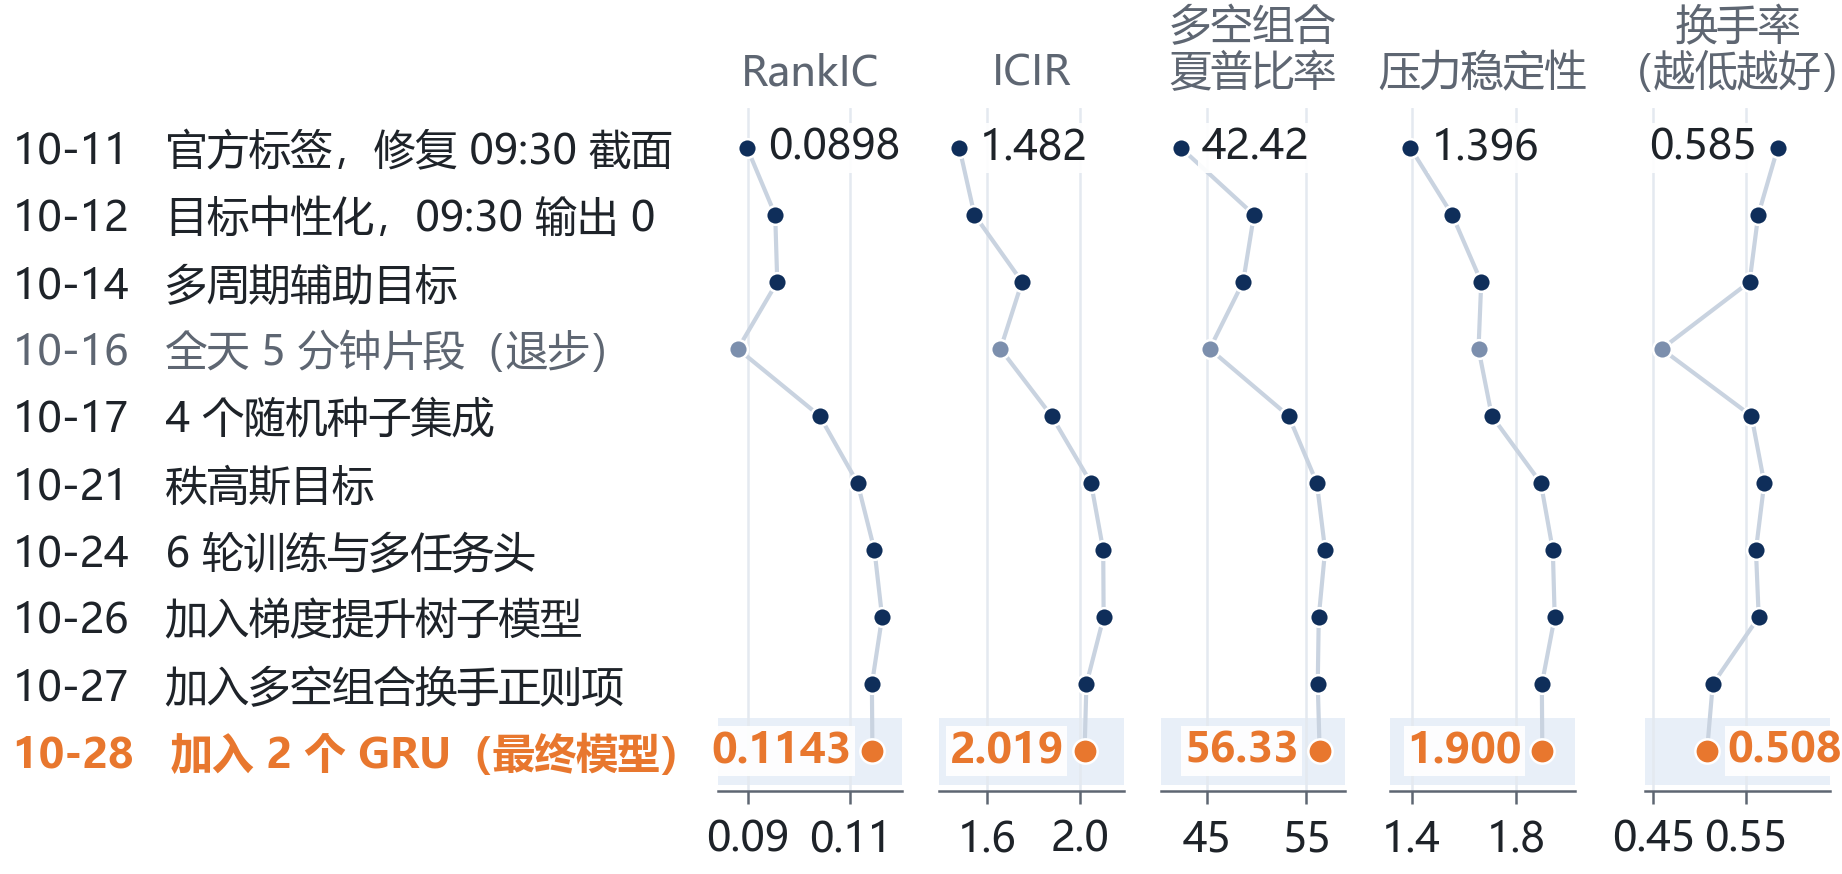 RankIC
ICIR
多空组合
夏普比率
压力稳定性
换手率
(越低越好)
10-11 官方标签，修复 09:30 截面 0.0898 1.482 42.42 1.396 0.585
10-12 目标中性化，09:30 输出 0
10-14 多周期辅助目标
10-16 全天 5 分钟片段（退步）
10-17 4 个随机种子集成
10-21 秩高斯目标
10-24 6 轮训练与多任务头
10-26 加入梯度提升树子模型
10-27 加入多空组合换手正则项
10-28 加入 2 个 GRU（最终模型） 0.1143 2.019 56.33 1.900 0.508
0.09 0.11 1.6 2.0 45 55 1.4 1.8 0.45 0.55